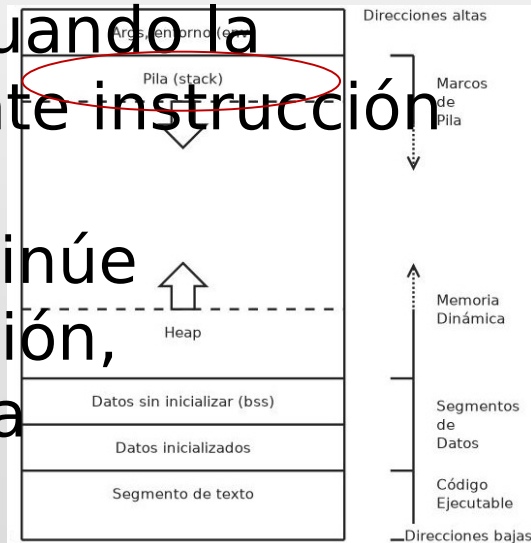 Direcciones altas
uando la
Args, entorno (env
Pila (stack)
Marcos
de
Pila
te instrucción
inúe
ión,
a
Heap
Memoria
Dinámica
Datos sin inicializar (bss)
Segmentos
de
Datos
Datos inicializados
Segmento de texto
Código
Ejecutable
Direcciones bajas